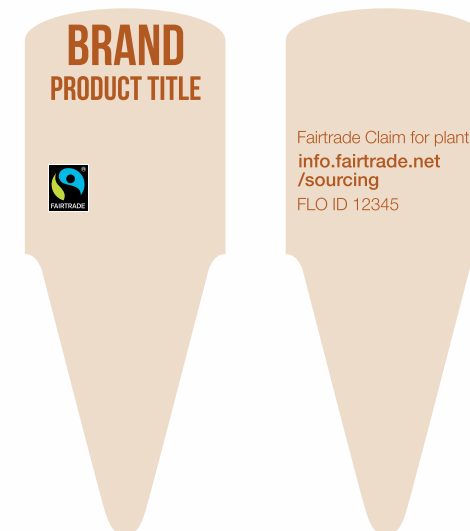 BRAND
PRODUCT TITLE
®
FAIRTRADE
Fairtrade Claim for plant
info.fairtrade.net
/sourcing
FLO ID 12345